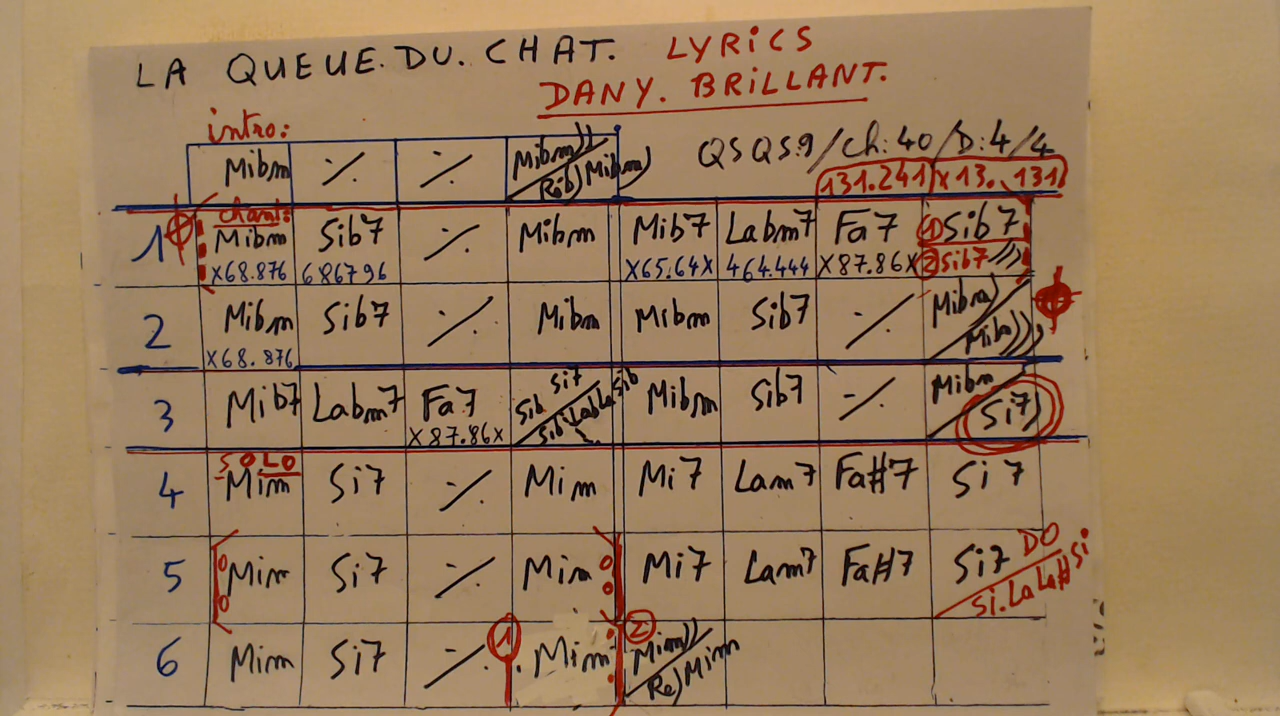 LA QUEUE.DU.CHAT. LYRICS
DANY.BRILLANT.
intro:
QSQS:9/Ch:40/D:4/4
Mibm ٪ ٪ Mibm)) Réb) Mibm)
131.241 X13..131
chant:
1 Mibm Sib7 ٪ Mibm Mib7 Labm7 Fa7 ①Sib7
X68.876 686796 X65.64X 464.444 X87.86X ②Sib7)))
2 Mibm Sib7 ٪ Mibm Mibm Sib7 ٪ Mibm) Mibm)))
X68.876
3 Mib7 Labm7 Fa7 Sib Si7 Sib Sib Lab La Mibm Sib7 ٪ Mibm Si7)
X87.86X
SOLO
4 Mim Si7 ٪ Mim Mi7 Lam7 Fa#7 Si7
5 Mim Si7 ٪ Mim Mi7 Lam7 Fa#7 Si7 DO Si.La La# Si
6 Mim Si7 ٪ ① Mim ② Mim)) Ré) Mim